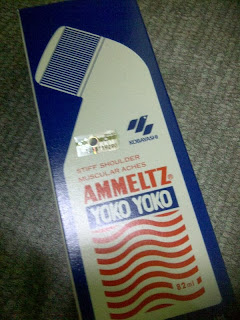 KOBAYASHI
STIFF SHOULDER
MUSCULAR ACHES
AMMELTZ®
YOKO YOKO
82ml